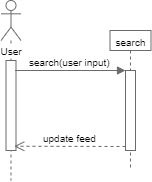 User
search
search(user input)
update feed